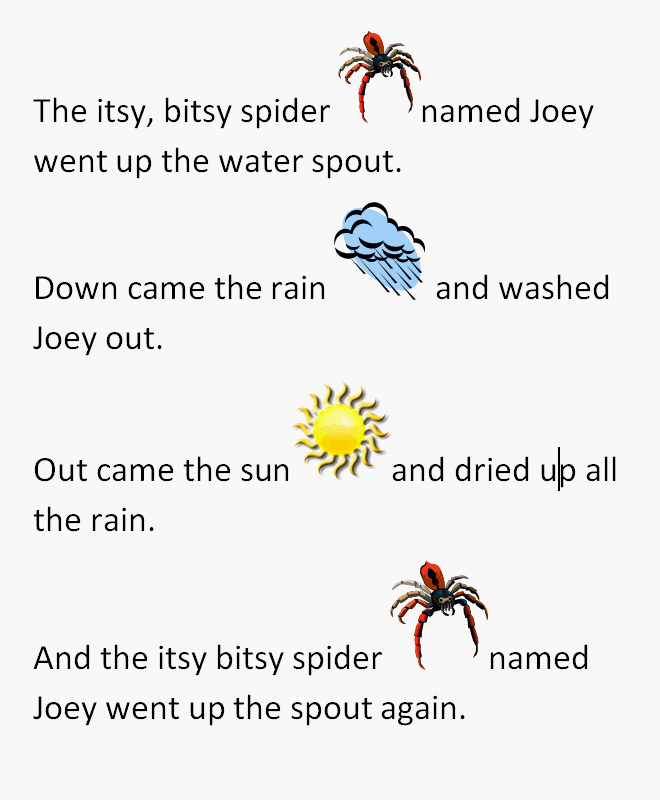 The itsy, bitsy spider named Joey
went up the water spout.
Down came the rain and washed
Joey out.
Out came the sun and dried up all
the rain.
And the itsy bitsy spider named
Joey went up the spout again.